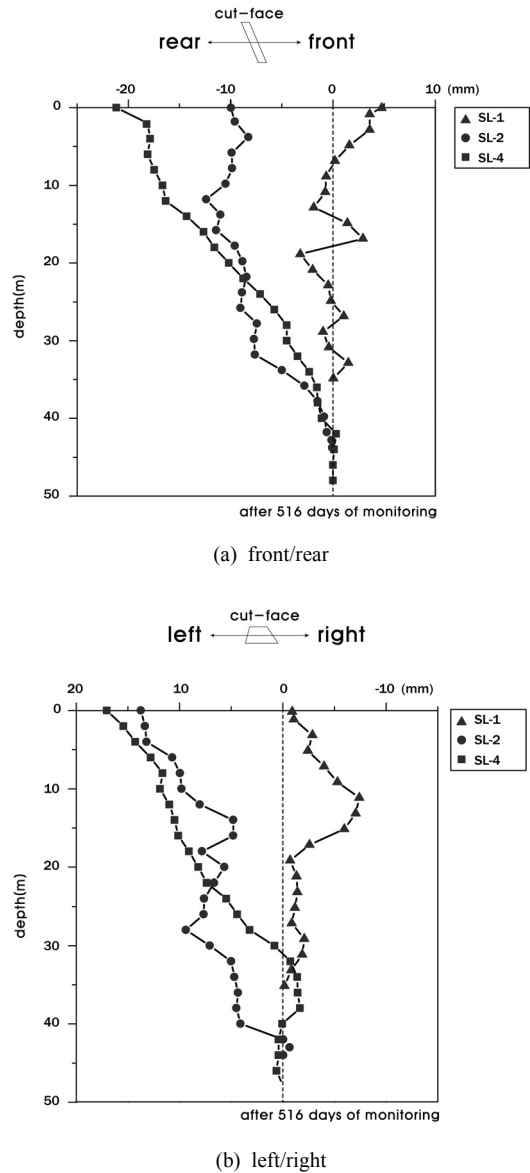 cut-face
rear front
-20 -10 0 10 (mm)
0
10
20
30
40
50
depth(m)
SL-1
SL-2
SL-4
after 516 days of monitoring
(a) front/rear
cut-face
left right
20 10 0 -10 (mm)
0
10
20
30
40
50
depth(m)
SL-1
SL-2
SL-4
after 516 days of monitoring
(b) left/right